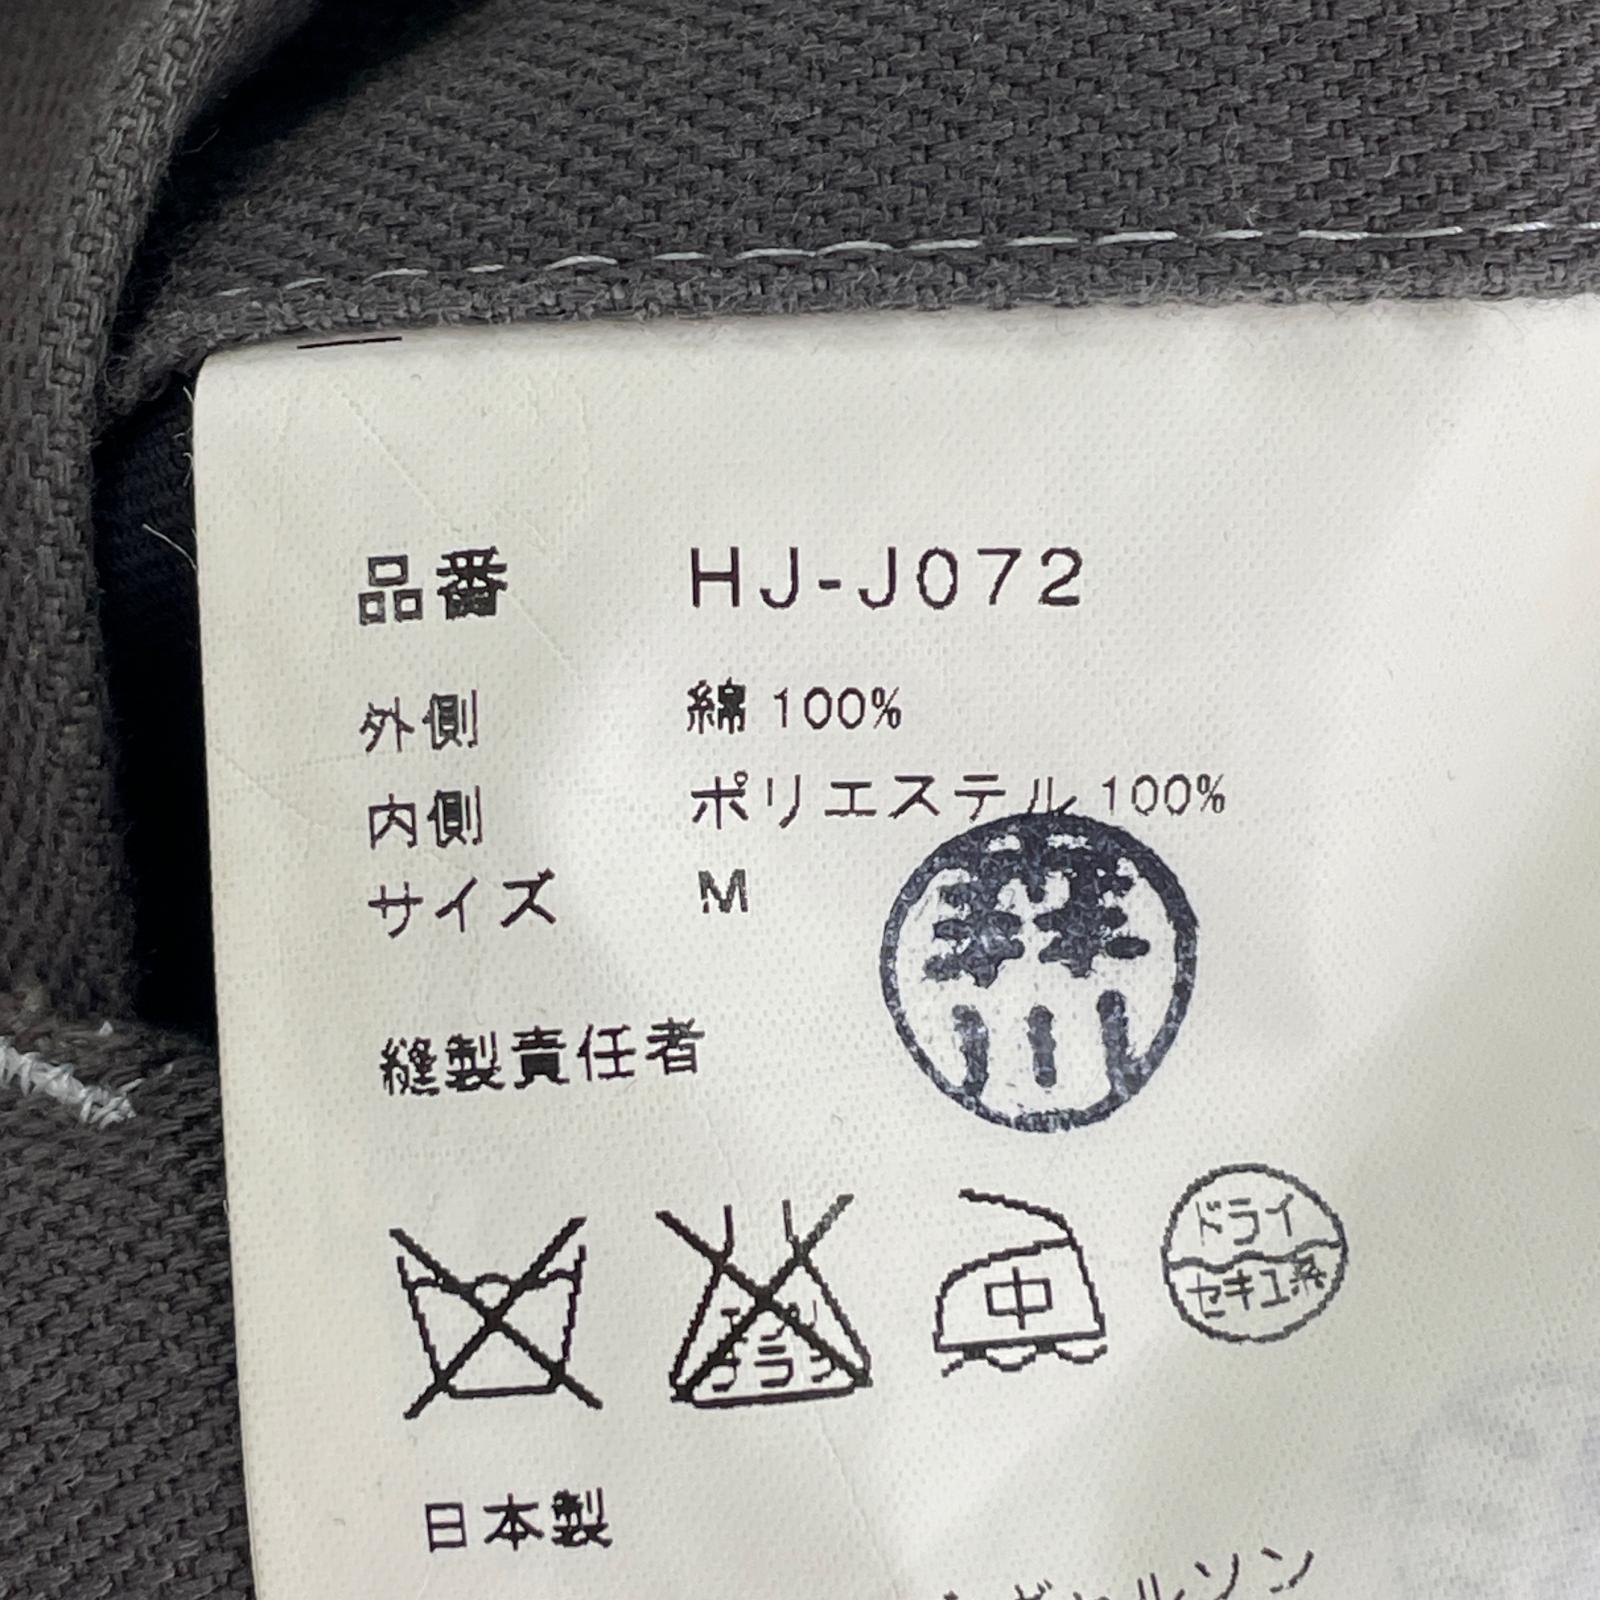 品番 HJ-J072
外側 綿 100%
内側 ポリエステル 100%
サイズ M
縫製責任者
中
ドライ
セキユ系
日本製